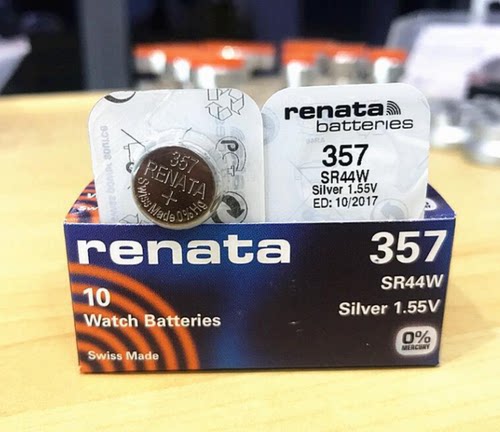 357
RENATA
+
Swiss Made 0% Hg
renata
batteries
357
SR44W
Silver 1.55V
ED: 10/2017
renata
357
SR44W
Silver 1.55V
10
Watch Batteries
Swiss Made
0%
MERCURY